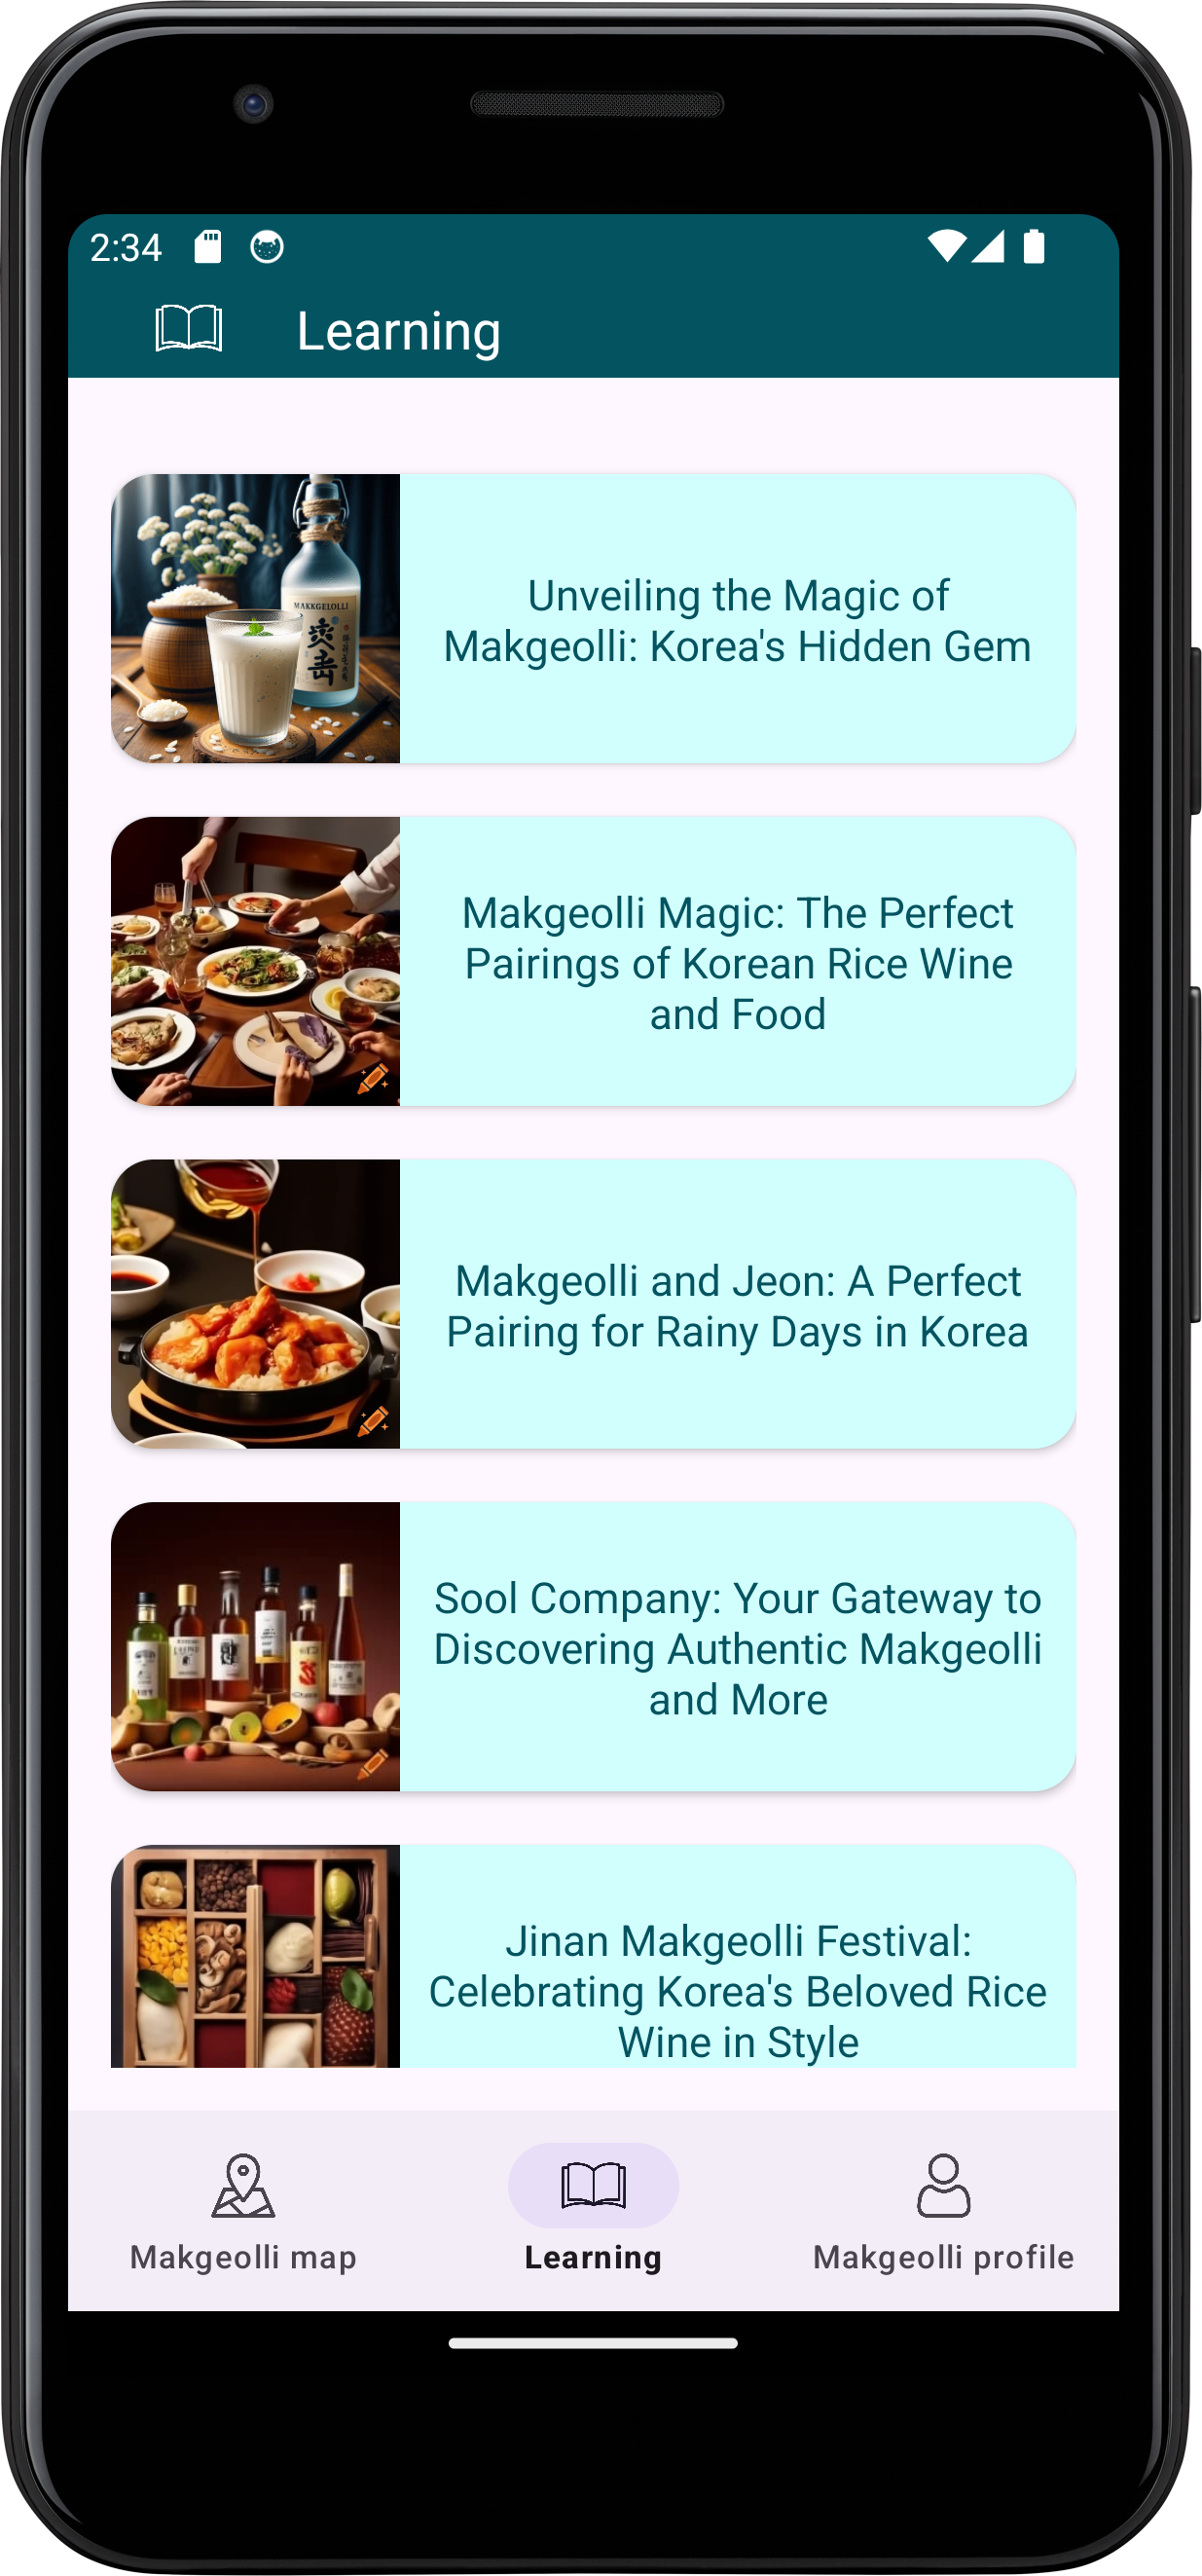 2:34
Learning
MAKKGELOLLI
Unveiling the Magic of
Makgeolli: Korea's Hidden Gem
Makgeolli Magic: The Perfect
Pairings of Korean Rice Wine
and Food
Makgeolli and Jeon: A Perfect
Pairing for Rainy Days in Korea
Sool Company: Your Gateway to
Discovering Authentic Makgeolli
and More
Jinan Makgeolli Festival:
Celebrating Korea's Beloved Rice
Wine in Style
Makgeolli map
Learning
Makgeolli profile